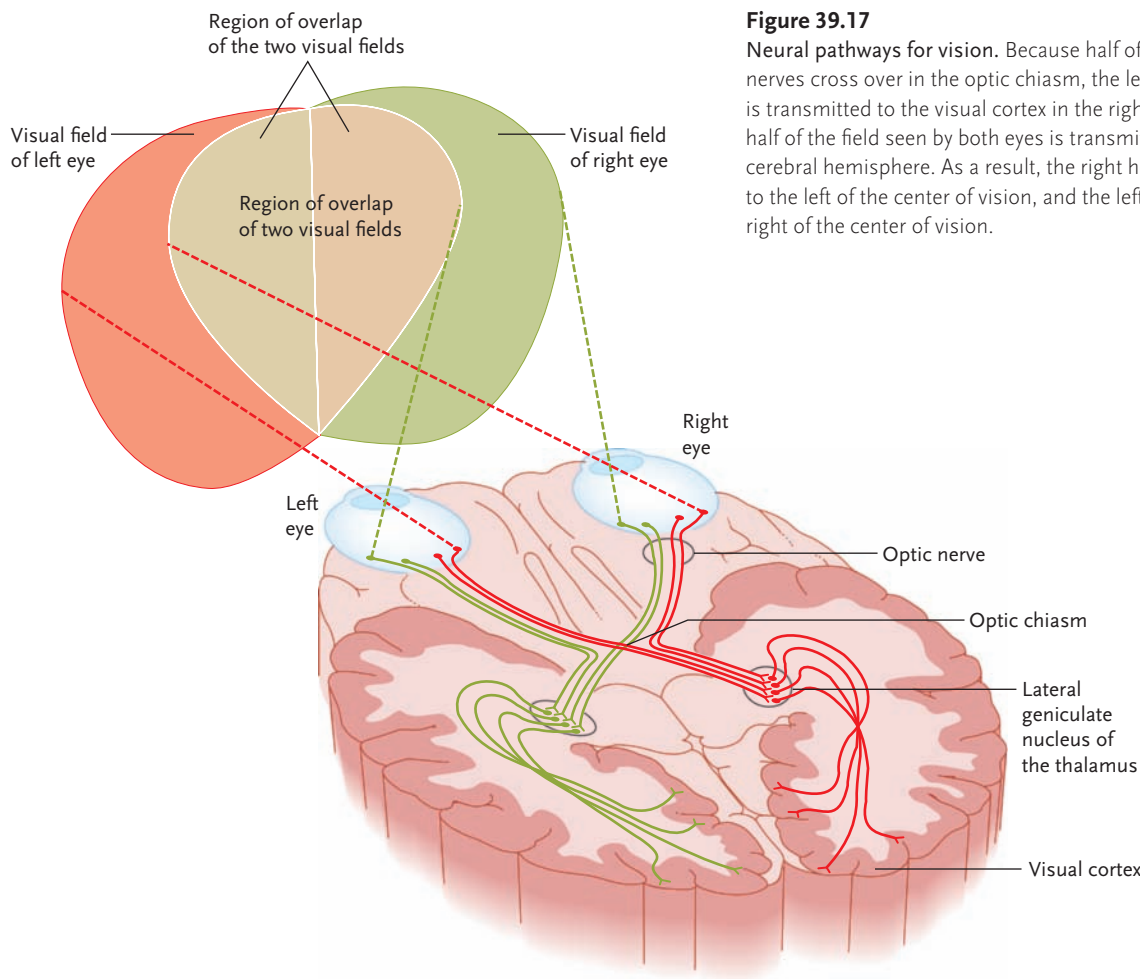 Region of overlap
of the two visual fields
Visual field
of left eye
Visual field
of right eye
Region of overlap
of two visual fields
Figure 39.17
Neural pathways for vision. Because half of
nerves cross over in the optic chiasm, the le
is transmitted to the visual cortex in the righ
half of the field seen by both eyes is transmi
cerebral hemisphere. As a result, the right h
to the left of the center of vision, and the left
right of the center of vision.
Right
eye
Left
eye
Optic nerve
Optic chiasm
Lateral
geniculate
nucleus of
the thalamus
Visual cortex